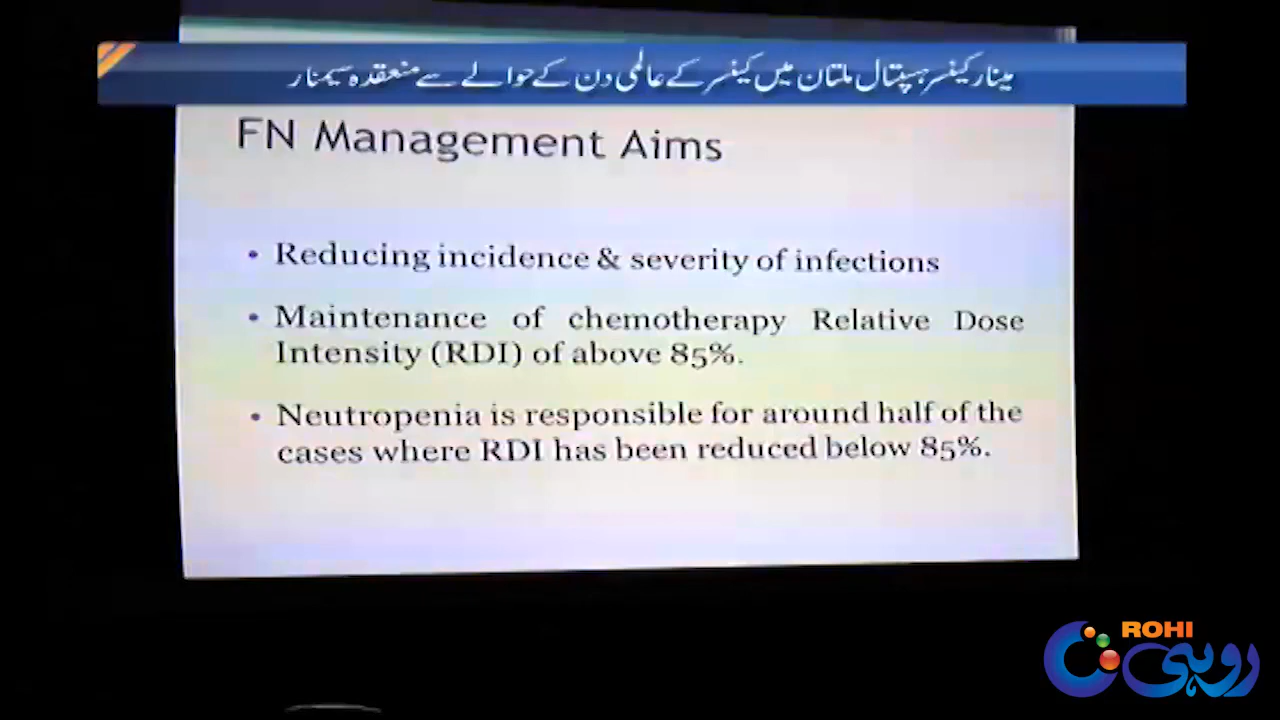 مینار کینسر ہسپتال ملتان میں کینسر کے عالمی دن کے حوالے سے منعقدہ سیمنار
FN Management Aims
• Reducing incidence & severity of infections
• Maintenance of chemotherapy Relative Dose
Intensity (RDI) of above 85%.
• Neutropenia is responsible for around half of the
cases where RDI has been reduced below 85%.
ROHI
روہی